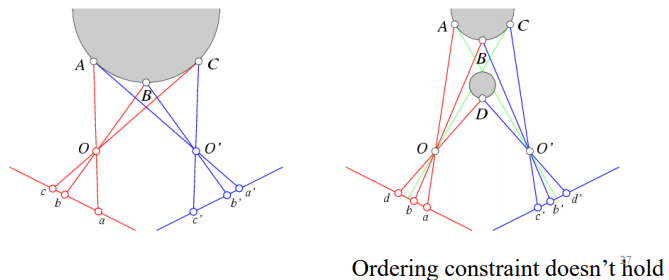 A
C
B
O
O'
c
b
a
c'
b'
a'
A
C
B
D
O
O'
d
b
a
c'
b'
d'
37
Ordering constraint doesn't hold